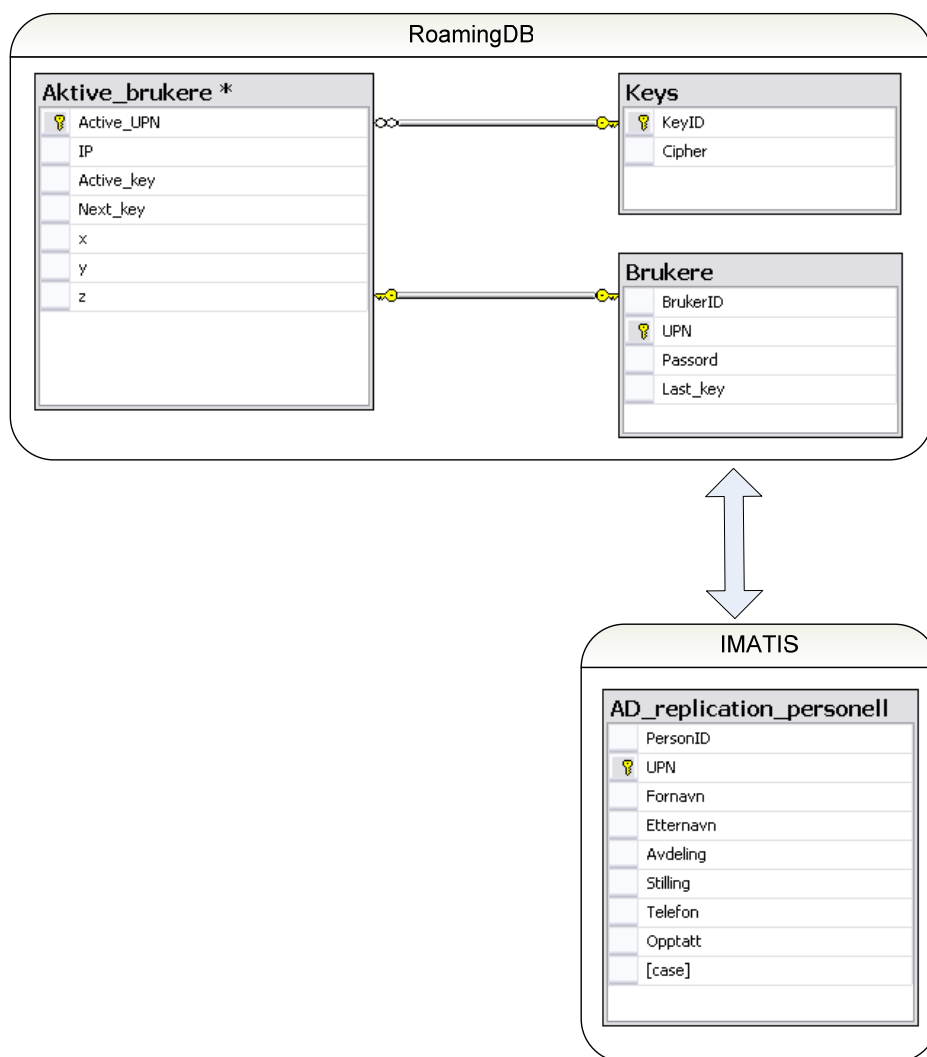 RoamingDB
Aktive_brukere *
Active_UPN
IP
Active_key
Next_key
x
y
z
Keys
KeyID
Cipher
Brukere
BrukerID
UPN
Passord
Last_key
IMATIS
AD_replication_personell
PersonID
UPN
Fornavn
Etternavn
Avdeling
Stilling
Telefon
Opptatt
[case]